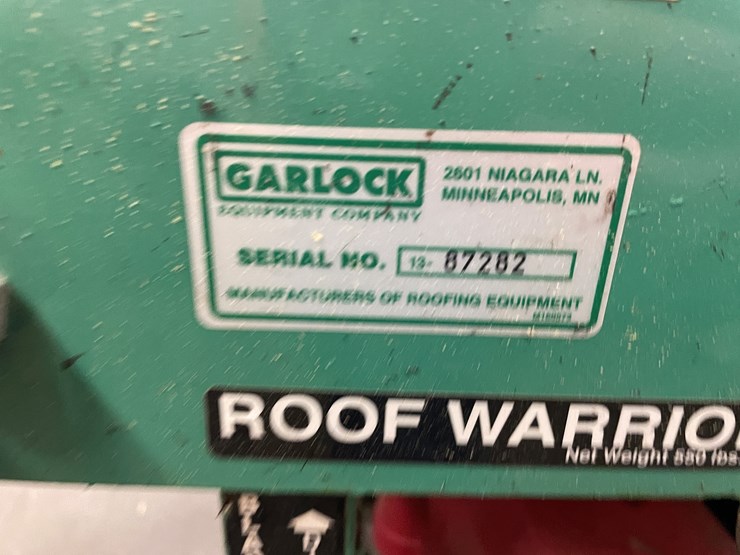 GARLOCK
EQUIPMENT COMPANY
2601 NIAGARA LN.
MINNEAPOLIS, MN
SERIAL NO. 13- 87282
MANUFACTURERS OF ROOFING EQUIPMENT
ROOF WARRIO
Net Weight 550 lbs